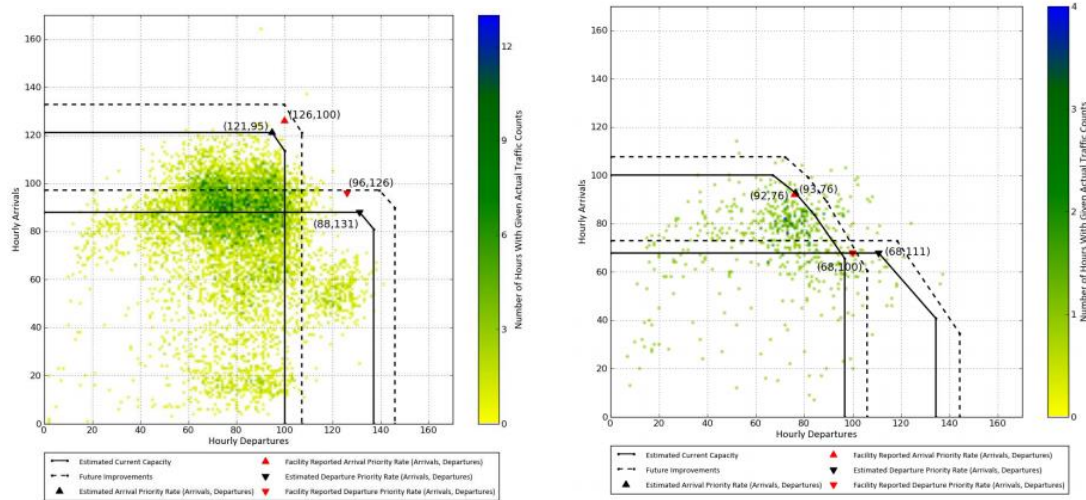 160
140
120
100
80
60
40
20
0
0 20 40 60 80 100 120 140 160
Hourly Arrivals
Hourly Departures
(126,100)
(121,95)
(96,126)
(88,131)
12
9
6
3
0
Number of Hours With Given Actual Traffic Counts
Estimated Current Capacity
Future Improvements
Estimated Arrival Priority Rate (Arrivals, Departures)
Facility Reported Arrival Priority Rate (Arrivals, Departures)
Estimated Departure Priority Rate (Arrivals, Departures)
Facility Reported Departure Priority Rate (Arrivals, Departures)
160
140
120
100
80
60
40
20
0
0 20 40 60 80 100 120 140 160
Hourly Arrivals
Hourly Departures
(93,76)
(92,76)
(68,111)
(68,100)
4
3
2
1
0
Number of Hours With Given Actual Traffic Counts
Estimated Current Capacity
Future Improvements
Estimated Arrival Priority Rate (Arrivals, Departures)
Facility Reported Arrival Priority Rate (Arrivals, Departures)
Estimated Departure Priority Rate (Arrivals, Departures)
Facility Reported Departure Priority Rate (Arrivals, Departures)